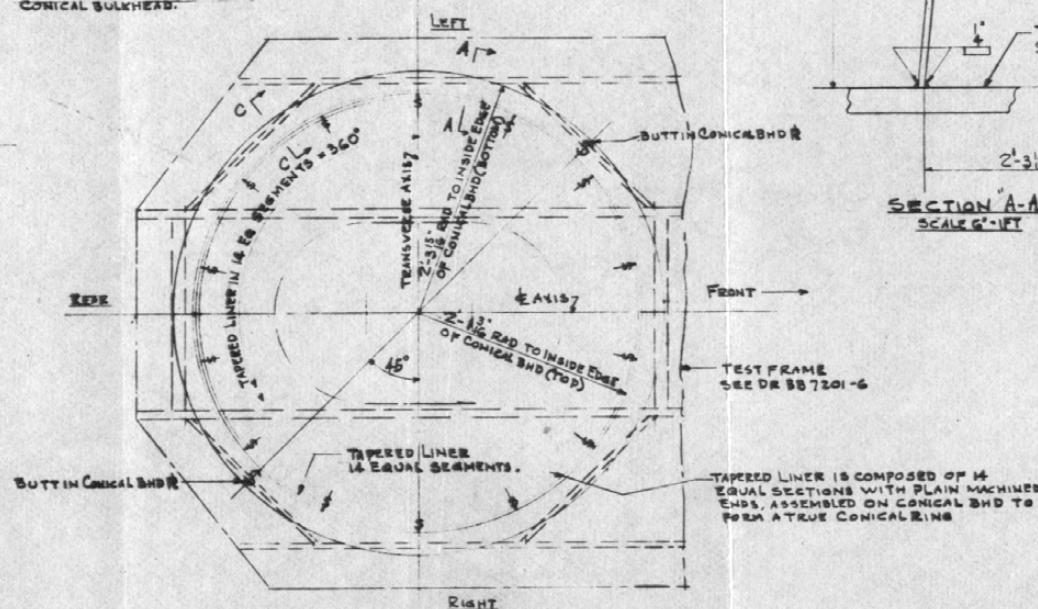 CONICAL BULKHEAD.
LEFT
A
A
C
C
1/4"
BUTT IN CONICAL BHD ℞
TAPERED LINER IN 14 EQ SEGMENTS = 360°
TRANSVERSE AXIS
2'-3 15/16" RAD TO INSIDE EDGE
OF CONICAL BHD (BOTTOM)
2'-3 1
SECTION "A-A
SCALE 6"-1FT
REAR
℄ AXIS
FRONT
RAD TO INSIDE EDGE
OF CONICAL BHD (TOP)
45°
TEST FRAME
SEE DR BB 7201-6
TAPERED LINER
14 EQUAL SEGMENTS.
BUTT IN CONICAL BHD ℞
TAPERED LINER IS COMPOSED OF 14
EQUAL SECTIONS WITH PLAIN MACHINED
ENDS, ASSEMBLED ON CONICAL BHD TO
FORM A TRUE CONICAL RING
RIGHT